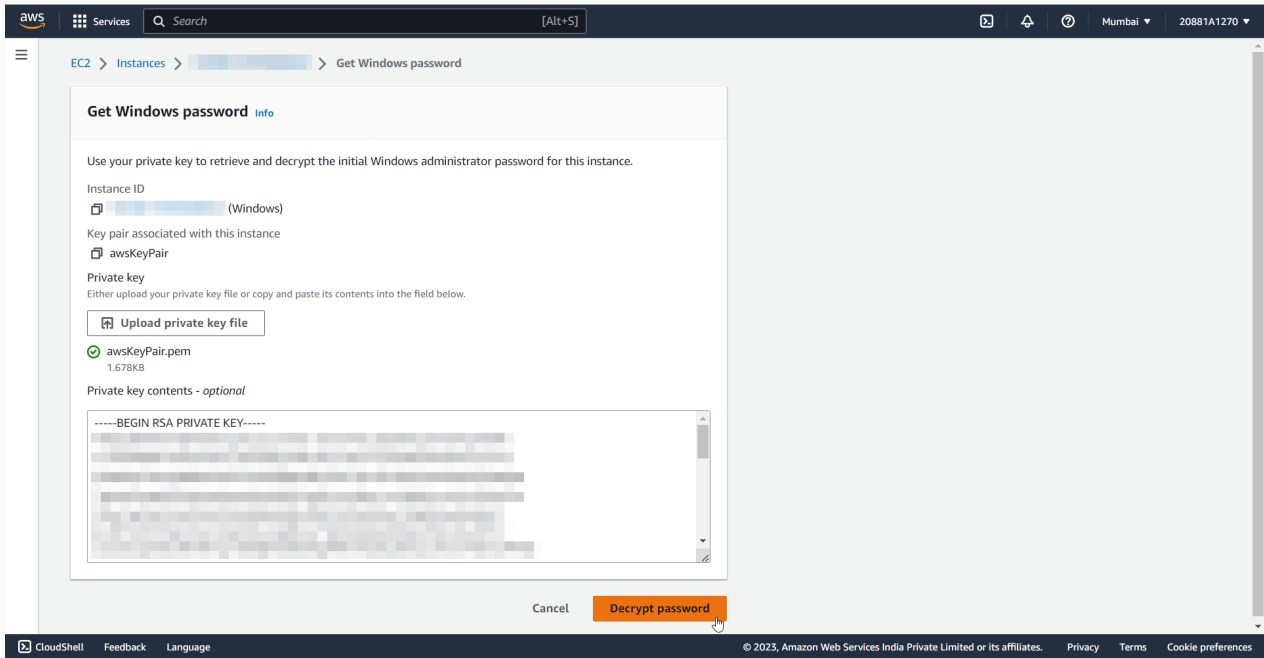 aws Services Search [Alt+S] Mumbai 20881A1270
EC2 Instances Get Windows password
Get Windows password Info
Use your private key to retrieve and decrypt the initial Windows administrator password for this instance.
Instance ID
(Windows)
Key pair associated with this instance
awsKeyPair
Private key
Either upload your private key file or copy and paste its contents into the field below.
Upload private key file
awsKeyPair.pem
1.678KB
Private key contents - optional
-----BEGIN RSA PRIVATE KEY-----
Cancel Decrypt password
CloudShell Feedback Language © 2023, Amazon Web Services India Private Limited or its affiliates. Privacy Terms Cookie preferences